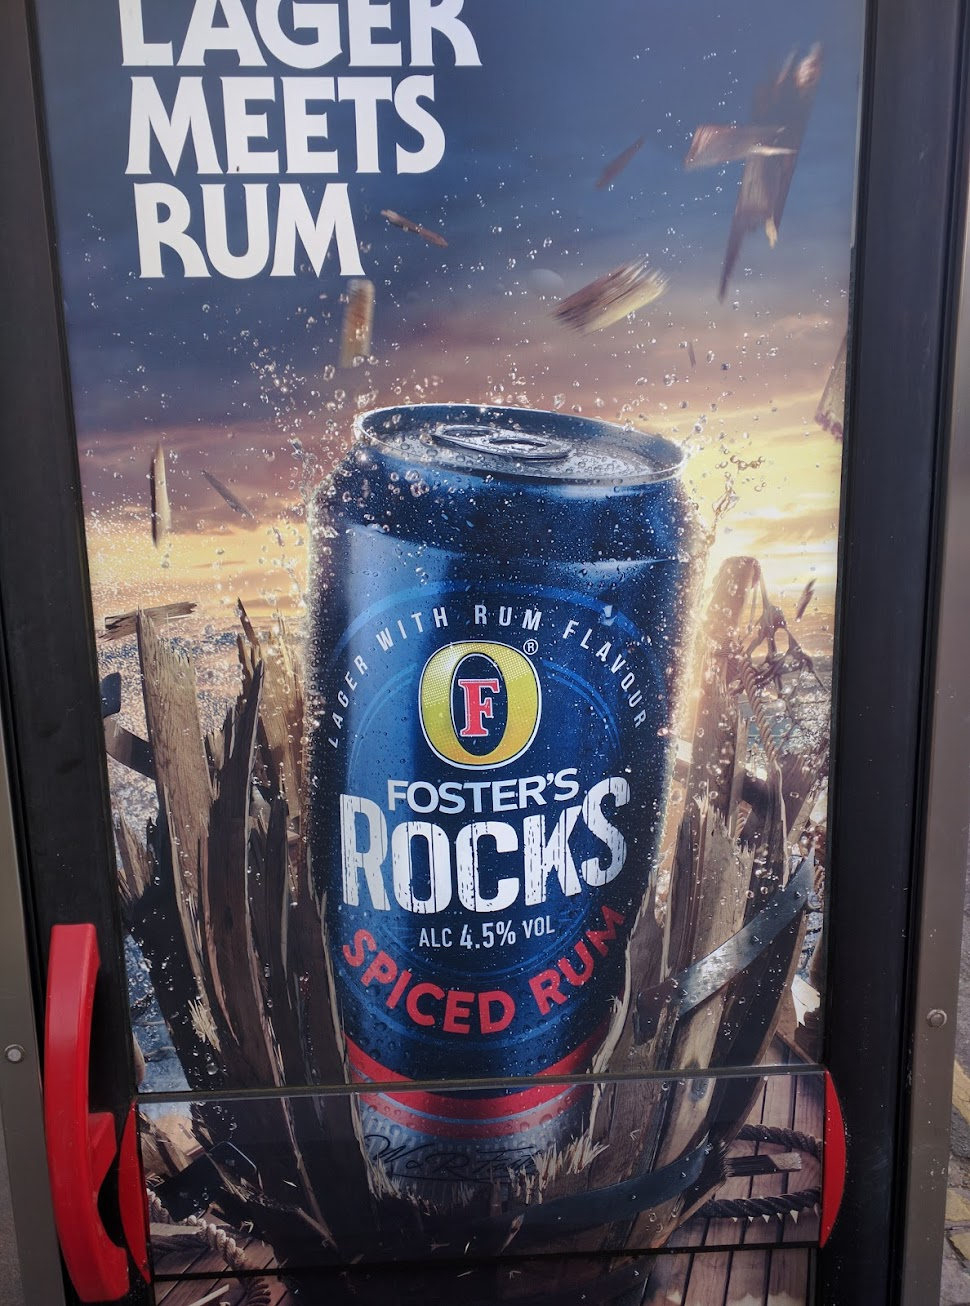 LAGER
MEETS
RUM
LAGER WITH RUM FLAVOUR
F
®
FOSTER'S
ROCKS
ALC 4.5% VOL
SPICED RUM